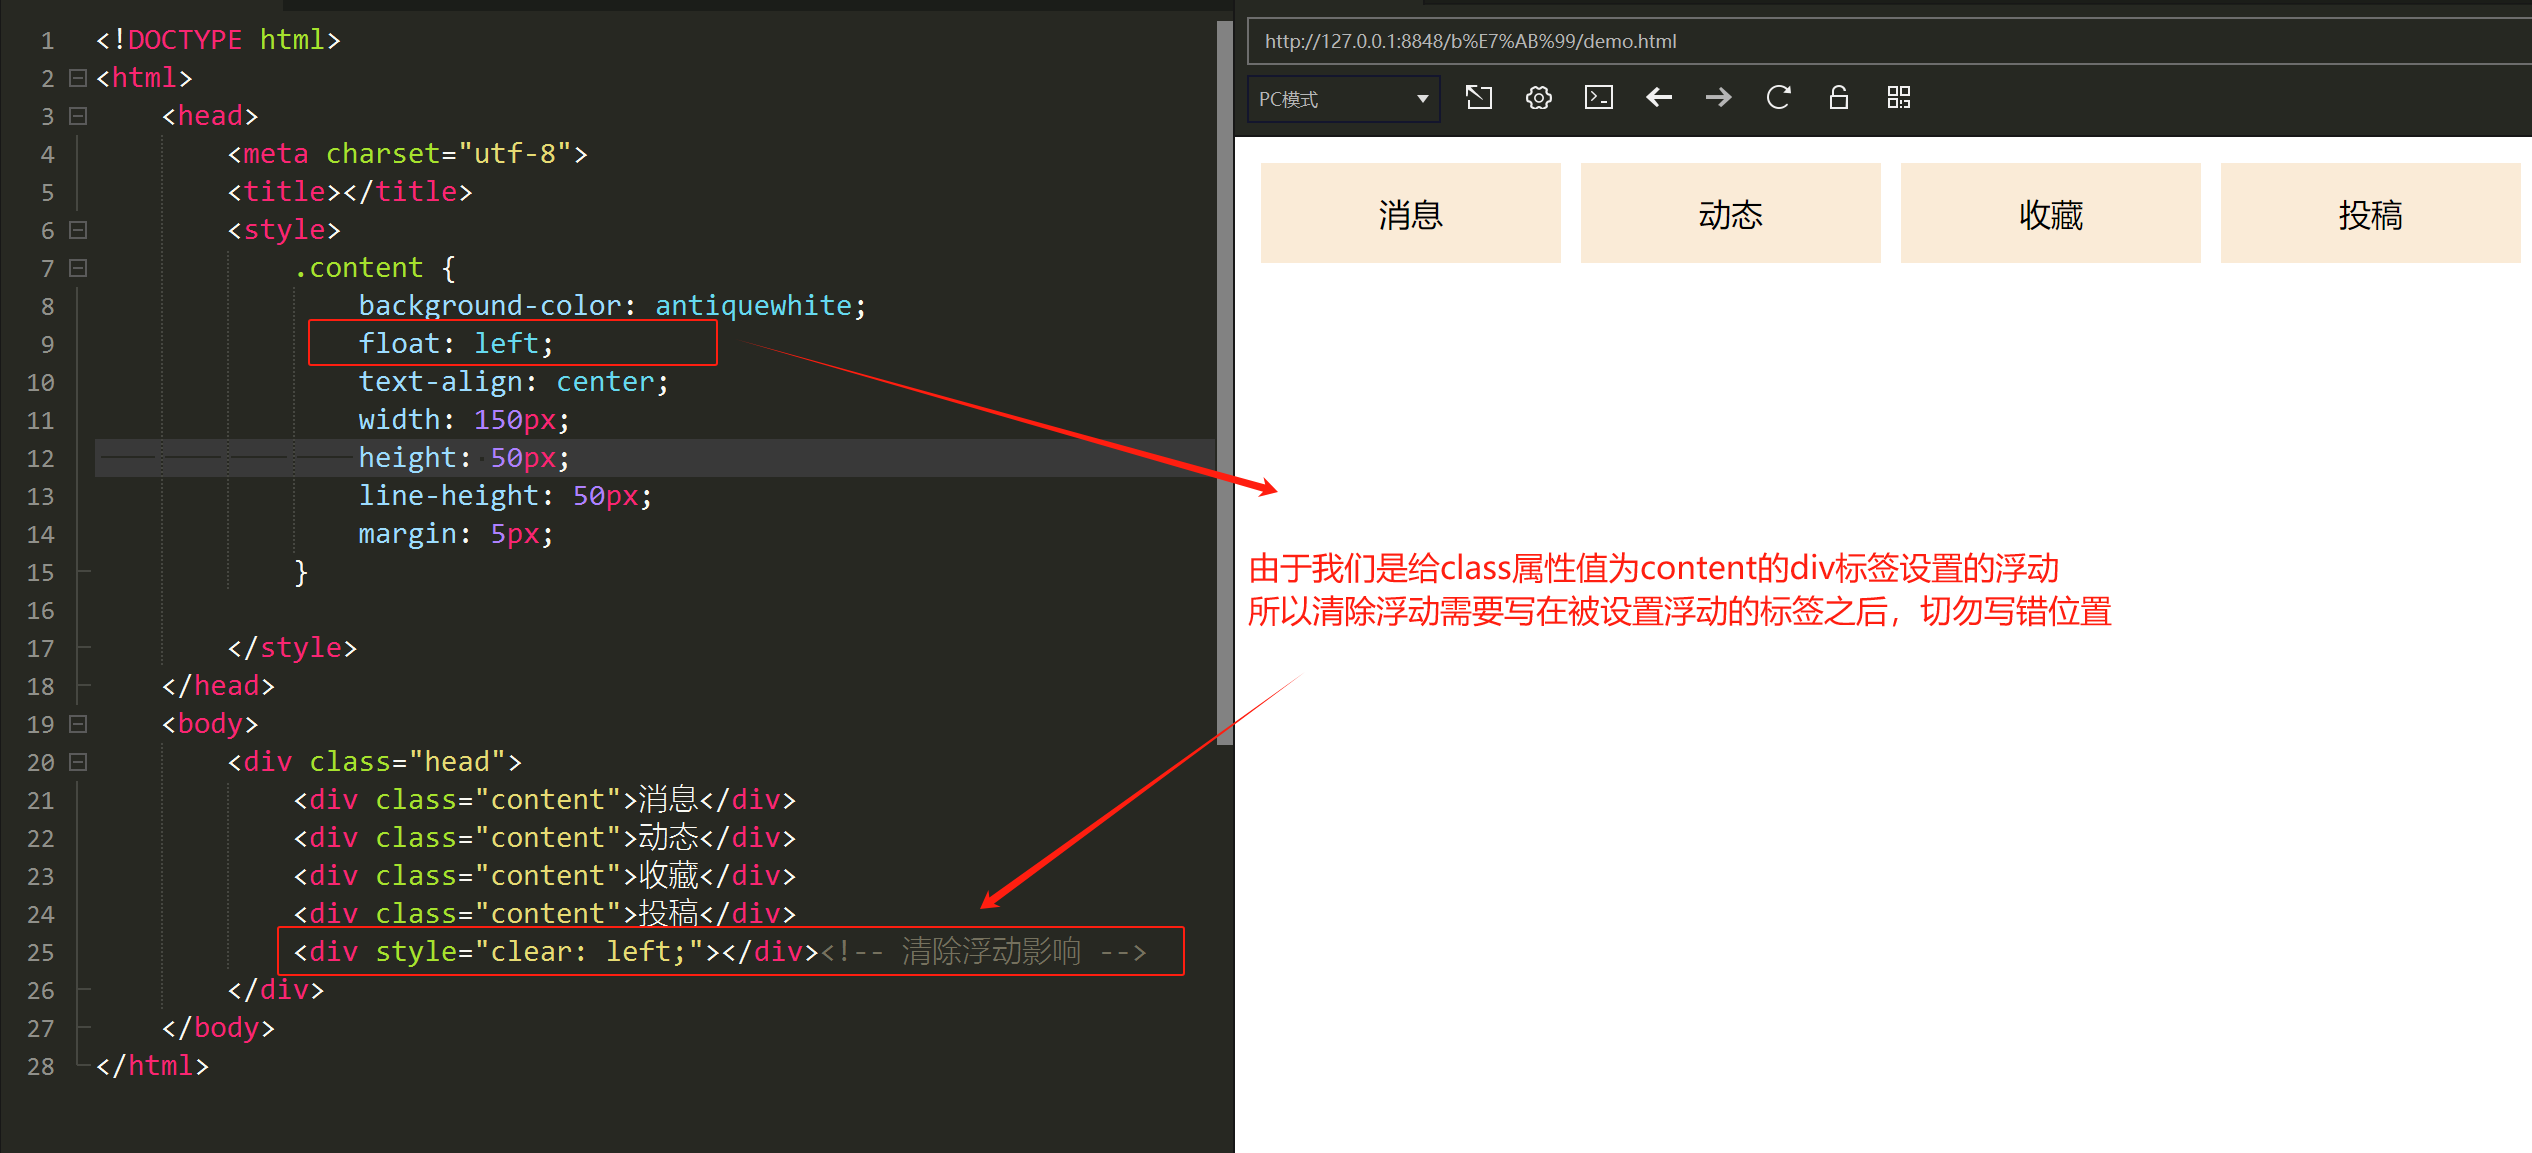 1 <!DOCTYPE html>
2 <html>
3 <head>
4 <meta charset="utf-8">
5 <title></title>
6 <style>
7 .content {
8 background-color: antiquewhite;
9 float: left;
10 text-align: center;
11 width: 150px;
12 height: 50px;
13 line-height: 50px;
14 margin: 5px;
15 }
16
17 </style>
18 </head>
19 <body>
20 <div class="head">
21 <div class="content">消息</div>
22 <div class="content">动态</div>
23 <div class="content">收藏</div>
24 <div class="content">投稿</div>
25 <div style="clear: left;"></div><!-- 清除浮动影响 -->
26 </div>
27 </body>
28 </html>
http://127.0.0.1:8848/b%E7%AB%99/demo.html
PC模式
消息 动态 收藏 投稿
由于我们是给class属性值为content的div标签设置的浮动
所以清除浮动需要写在被设置浮动的标签之后，切勿写错位置